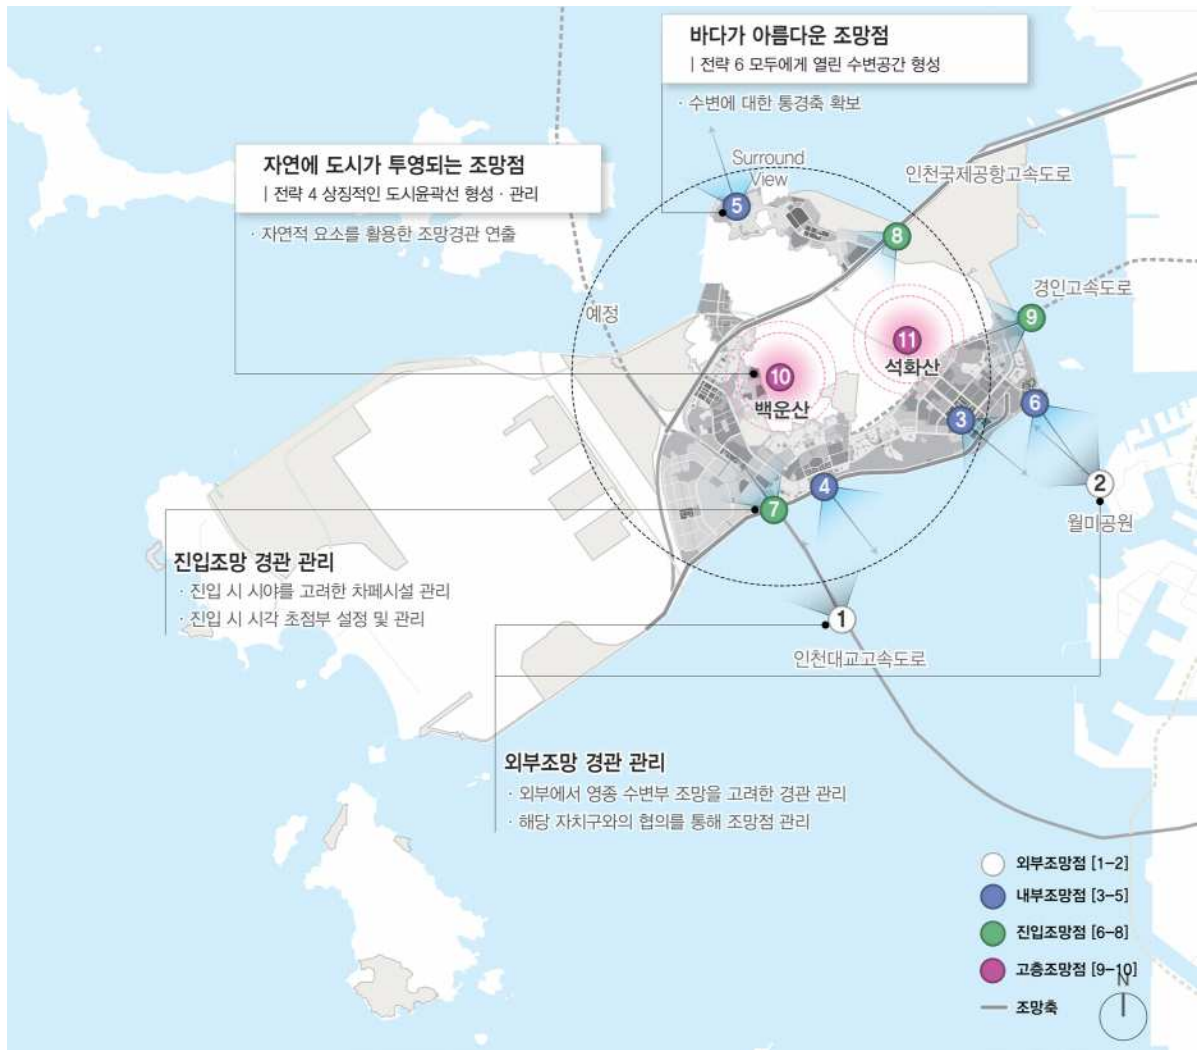 바다가 아름다운 조망점
| 전략 6 모두에게 열린 수변공간 형성
· 수변에 대한 통경축 확보
자연에 도시가 투영되는 조망점
| 전략 4 상징적인 도시윤곽선 형성 · 관리
· 자연적 요소를 활용한 조망경관 연출
Surround
View
인천국제공항고속도로
5
8
경인고속도로
예정
9
11
석화산
10
백운산
6
3
4
2
월미공원
7
진입조망 경관 관리
· 진입 시 시야를 고려한 차폐시설 관리
· 진입 시 시각 초점부 설정 및 관리
1
인천대교고속도로
외부조망 경관 관리
· 외부에서 영종 수변부 조망을 고려한 경관 관리
· 해당 자치구와의 협의를 통해 조망점 관리
외부조망점 [1-2]
내부조망점 [3-5]
진입조망점 [6-8]
고층조망점 [9-10]
조망축
N